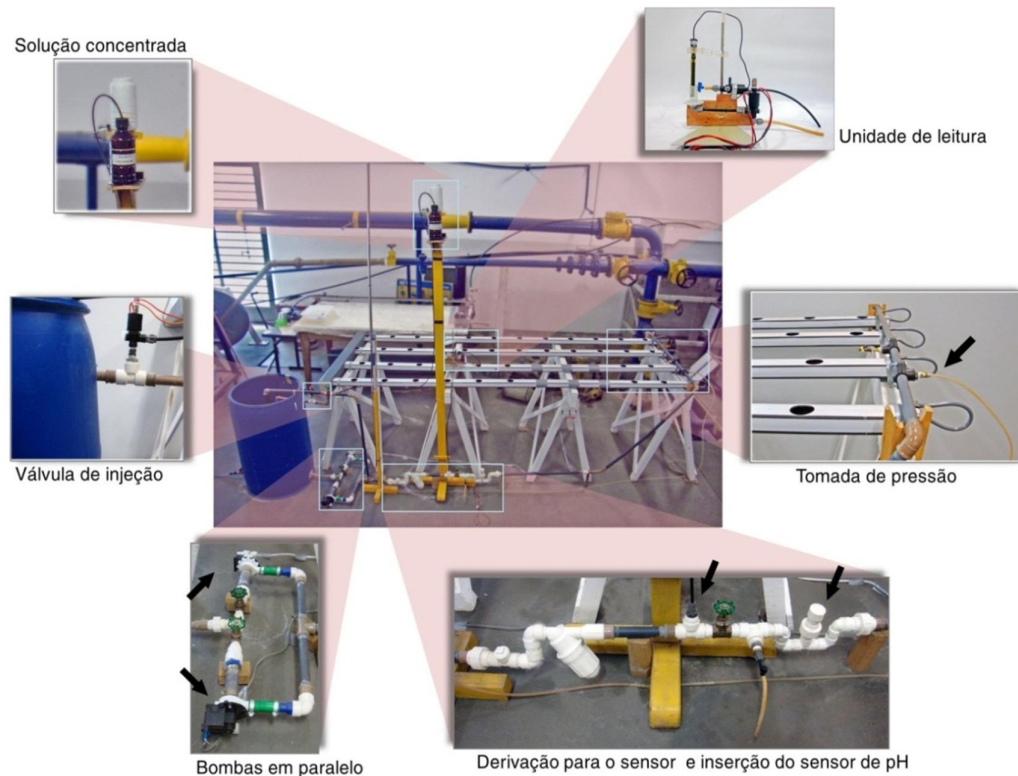 Solução concentrada
Unidade de leitura
Válvula de injeção
Tomada de pressão
Bombas em paralelo
Derivação para o sensor e inserção do sensor de pH